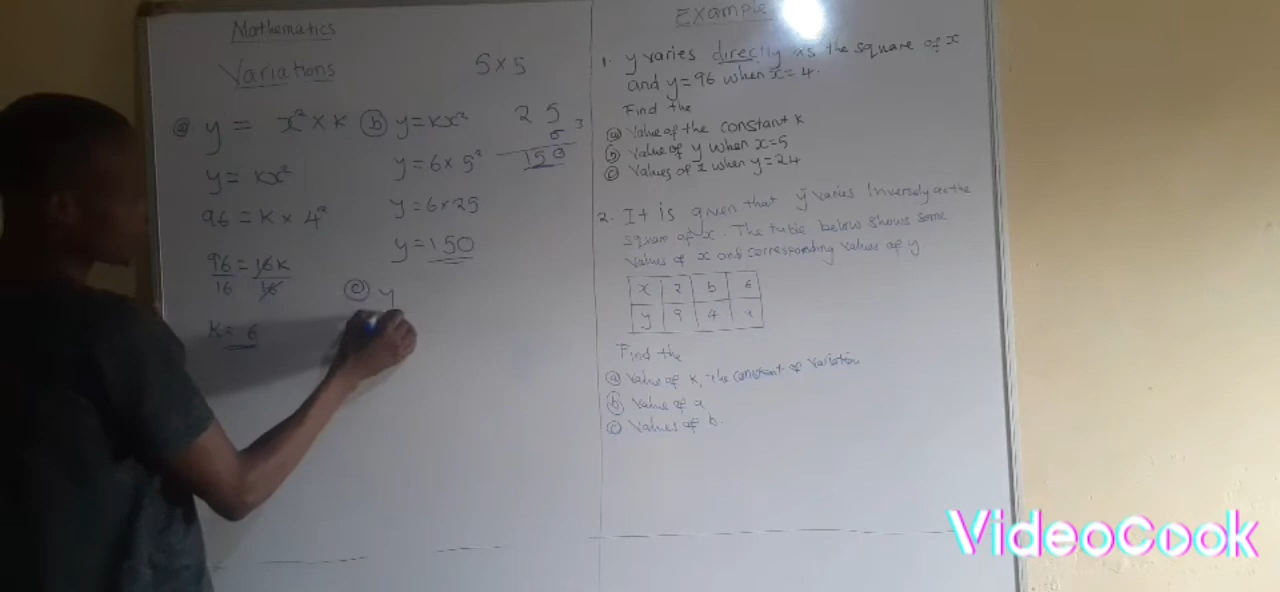 Mathematics
Variations
5 × 5
ⓐ y = x² × k
y = kx²
96 = k × 4²
96 = 16k
16 16
k = 6
ⓑ y = kx²
y = 6 × 5²
y = 6 × 25
y = 150
2 5
6 3
150
ⓒ y
Example
1. y varies directly as the square of x
and y = 96 when x = 4.
Find the
ⓐ Value of the constant k
ⓑ Value of y when x = 5
ⓒ Values of x when y = 24
2. It is given that y varies Inversely as the
square of x. The table below shows some
values of x and corresponding values of y
x 2 b 6
y 9 4 a
Find the
ⓐ Value of k, the constant of variation
ⓑ Value of a
ⓒ Values of b.
VideoCook